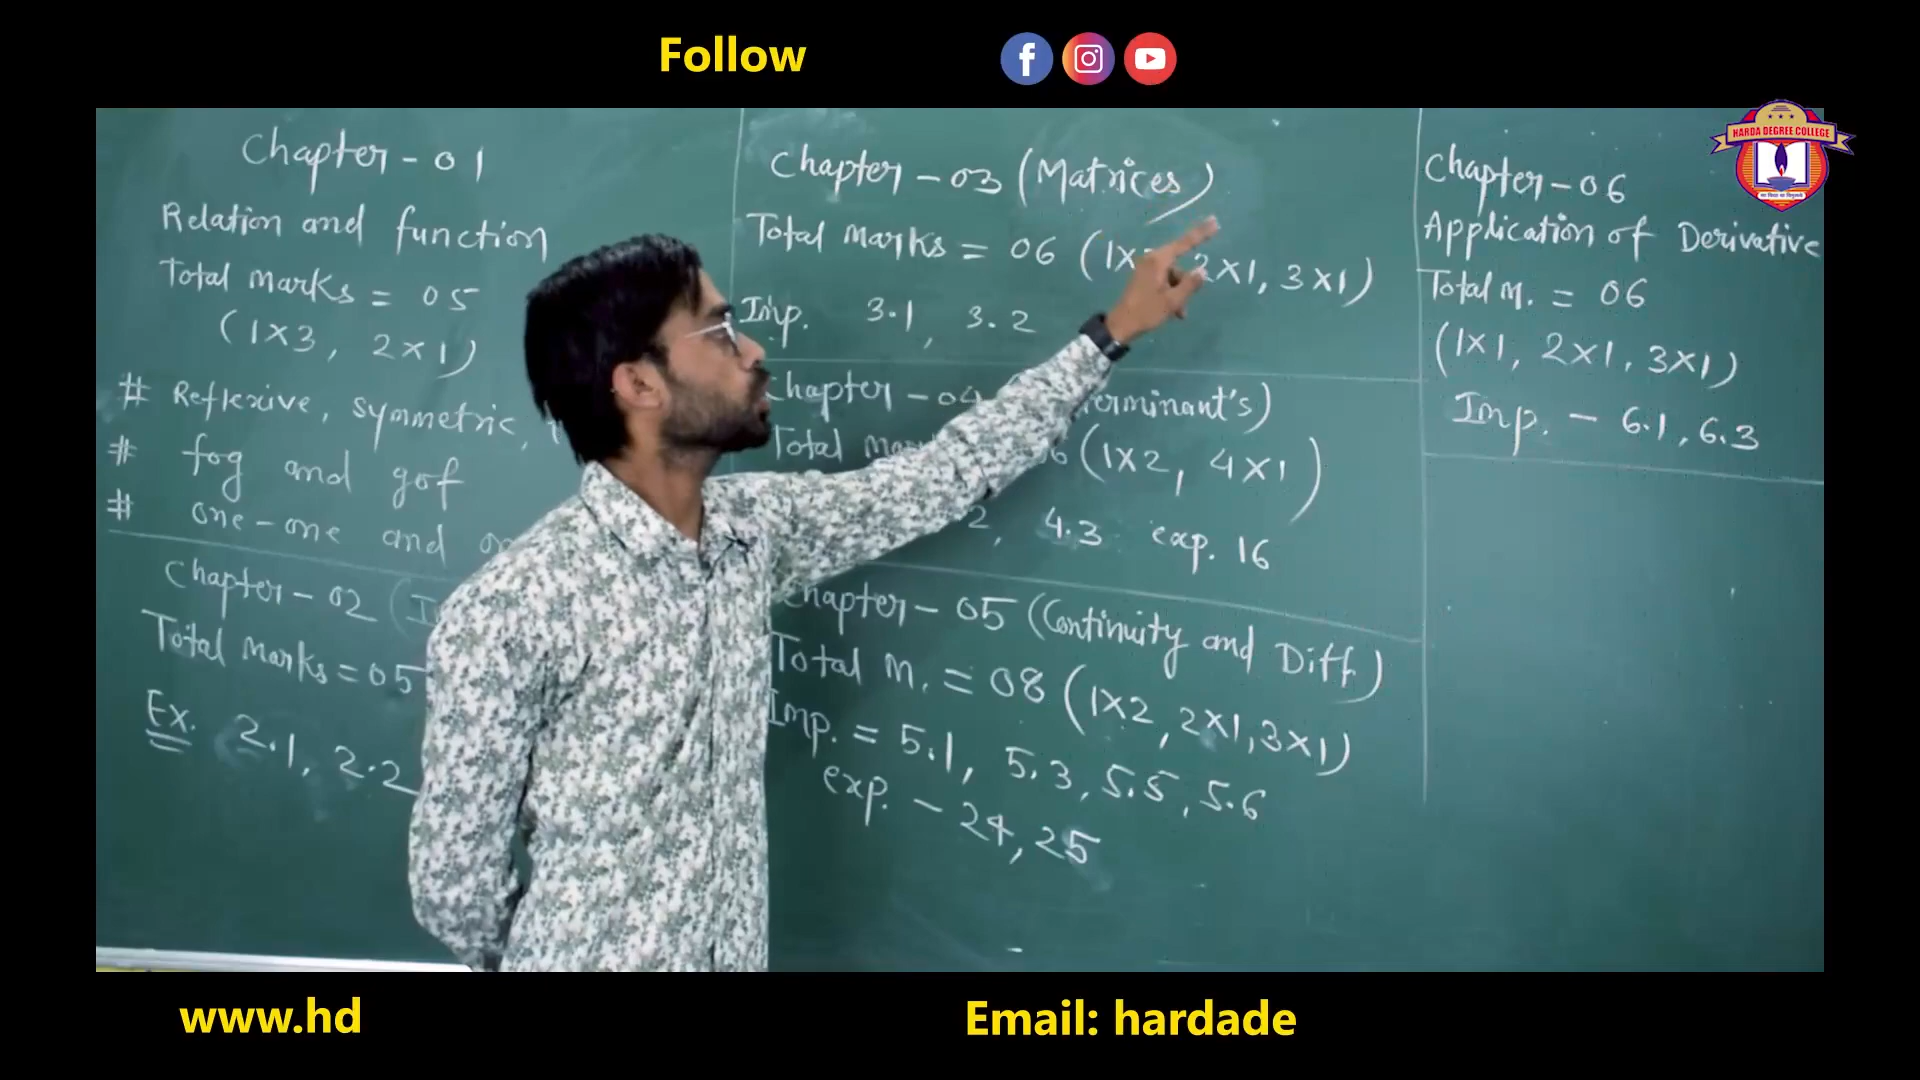 Follow
HARDA DEGREE COLLEGE
Chapter - 01
Relation and function
Total Marks = 05
(1x3, 2x1)
# Reflexive, symmetric,
# fog and gof
# one-one and
Chapter - 02
Total Marks = 05
Ex. 2.1, 2.2
Chapter - 03 (Matrices)
Total Marks = 06 (1x 2x1, 3x1)
Imp. 3.1, 3.2
Chapter - 04
Total (1x2, 4x1)
4.3 exp. 16
Chapter - 05 (Continuity and Diff)
Total M. = 08 (1x2, 2x1, 3x1)
Imp. = 5.1, 5.3, 5.5, 5.6
exp. - 24, 25
Chapter - 06
Application of Derivative
Total M. = 06
(1x1, 2x1, 3x1)
Imp. - 6.1, 6.3
www.hd
Email: hardade